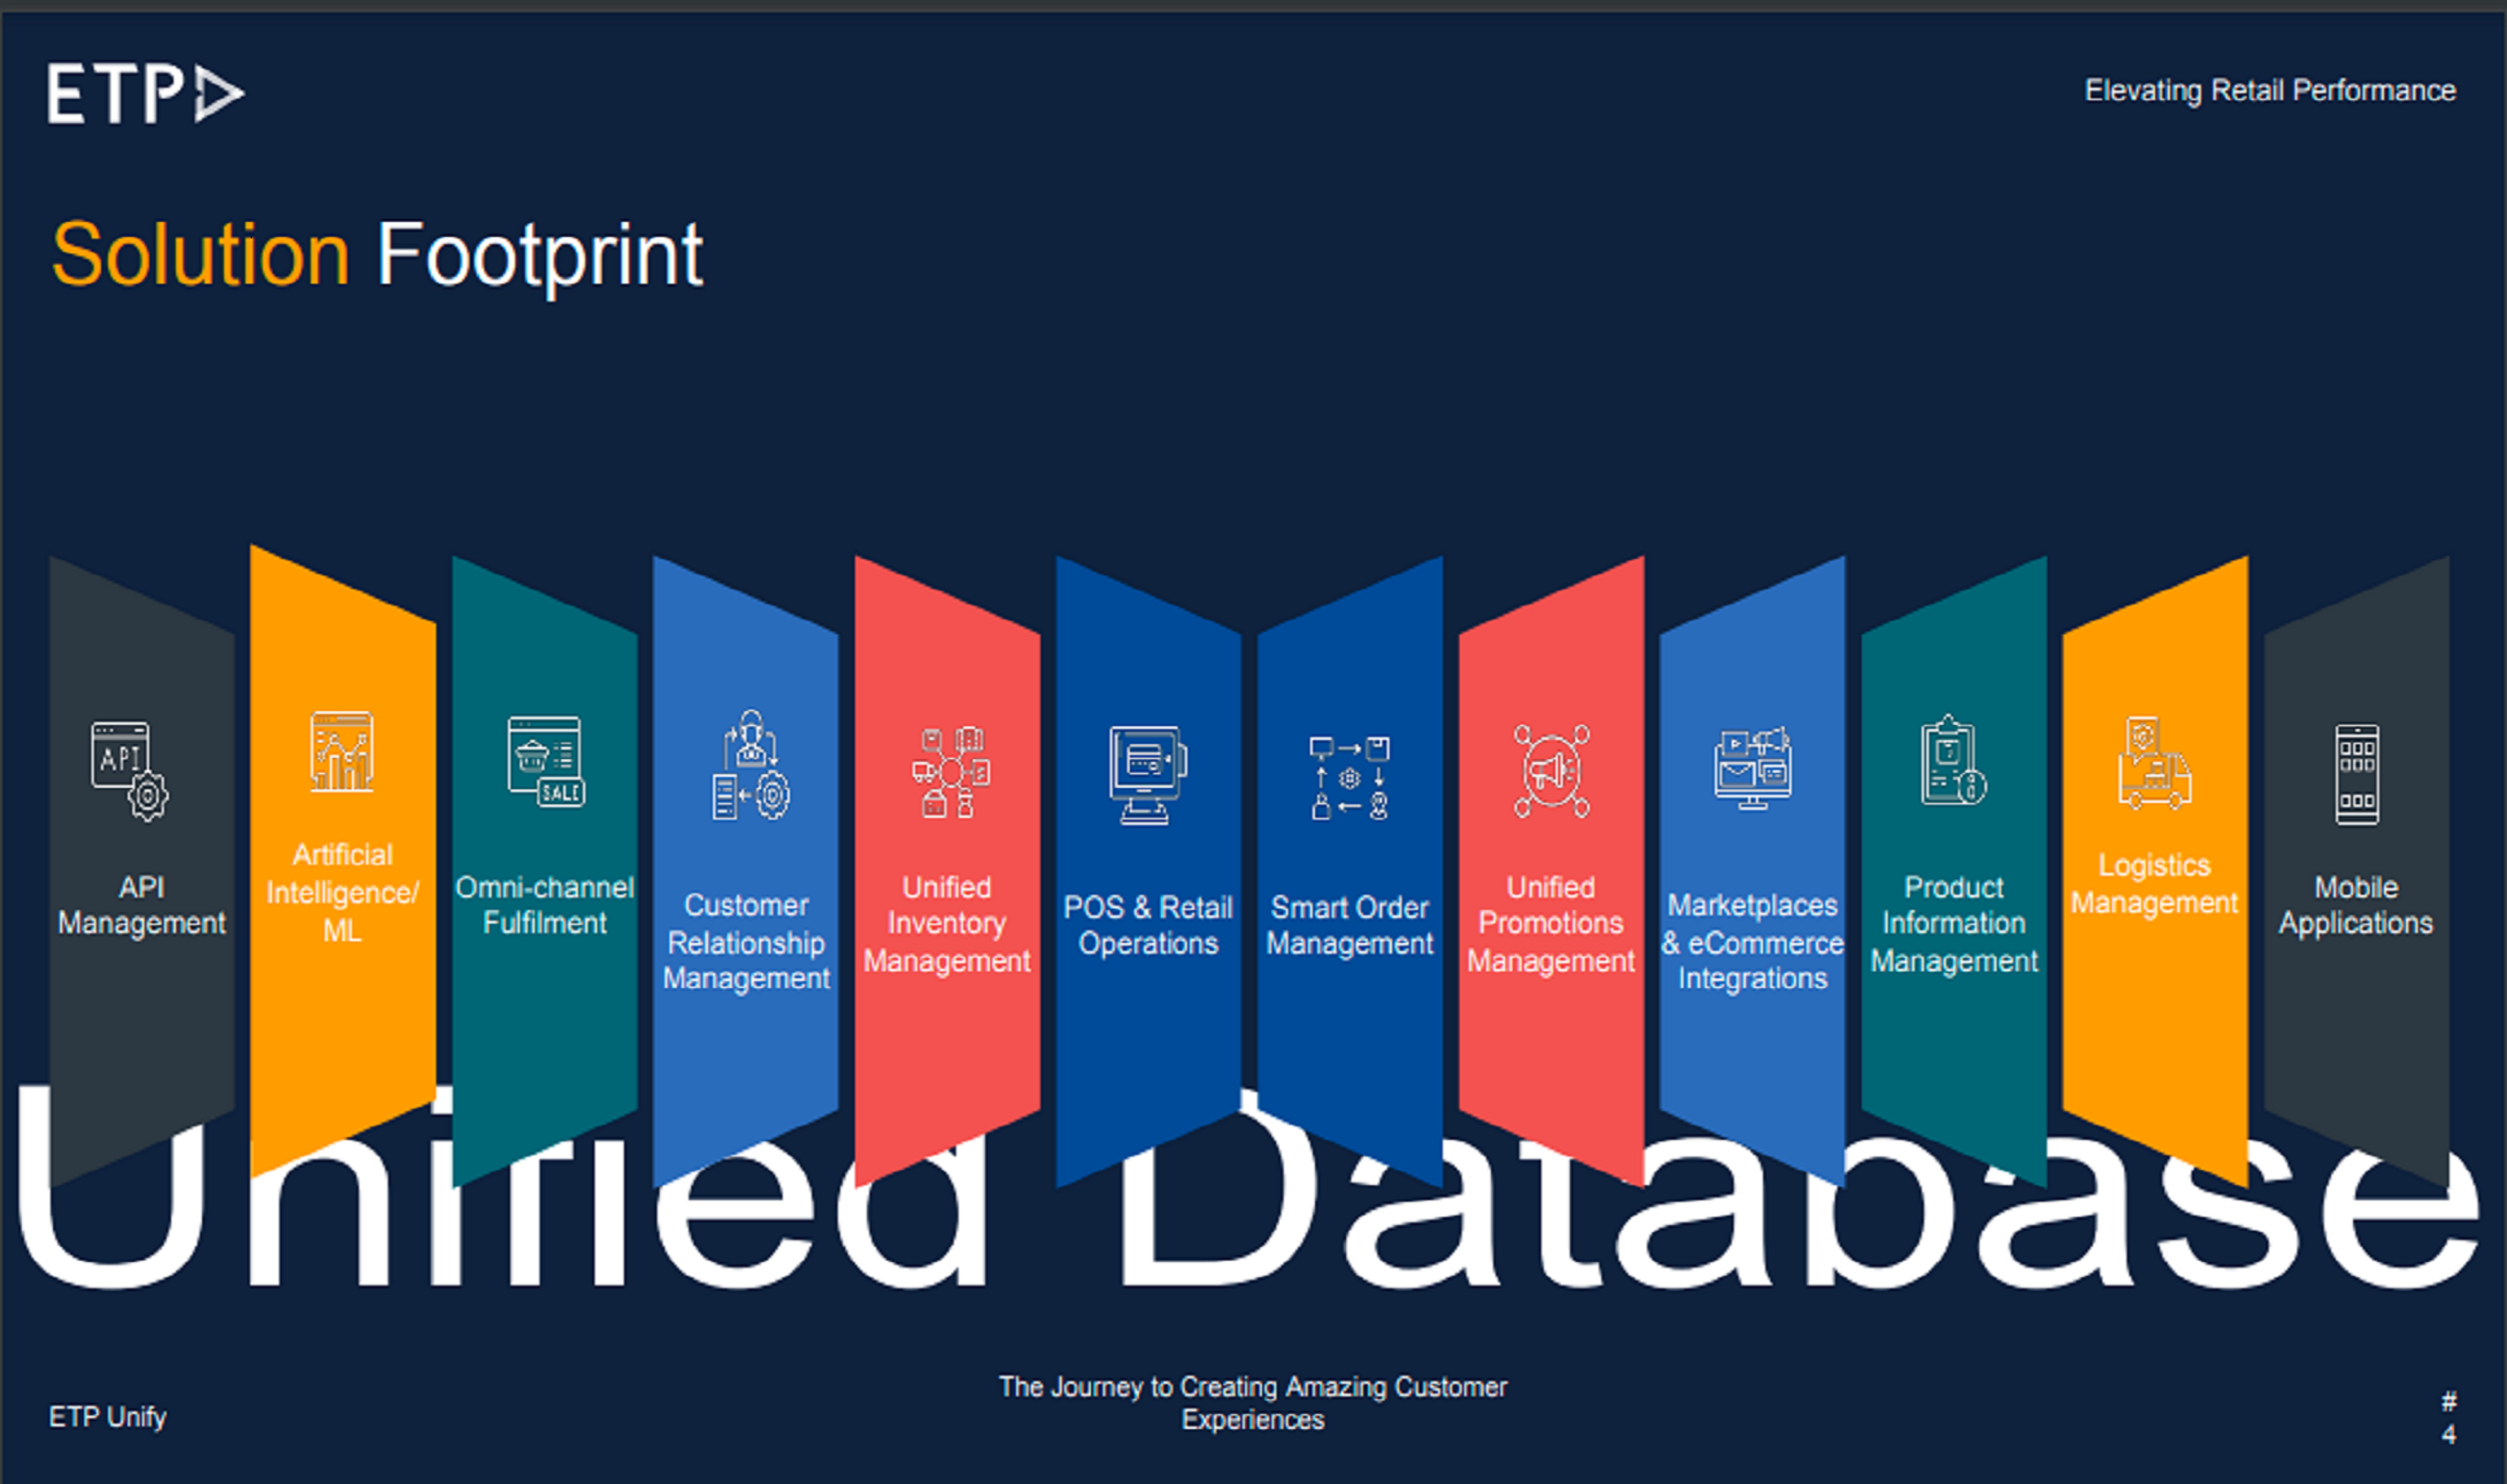 ETP
Elevating Retail Performance
Solution Footprint
API
API
Management
Artificial
Intelligence/
ML
SALE
Omni-channel
Fulfilment
Customer
Relationship
Management
Unified
Inventory
Management
POS & Retail
Operations
Smart Order
Management
Unified
Promotions
Management
Marketplaces
& eCommerce
Integrations
Product
Information
Management
Logistics
Management
Mobile
Applications
Unified Database
ETP Unify
The Journey to Creating Amazing Customer
Experiences
#
4